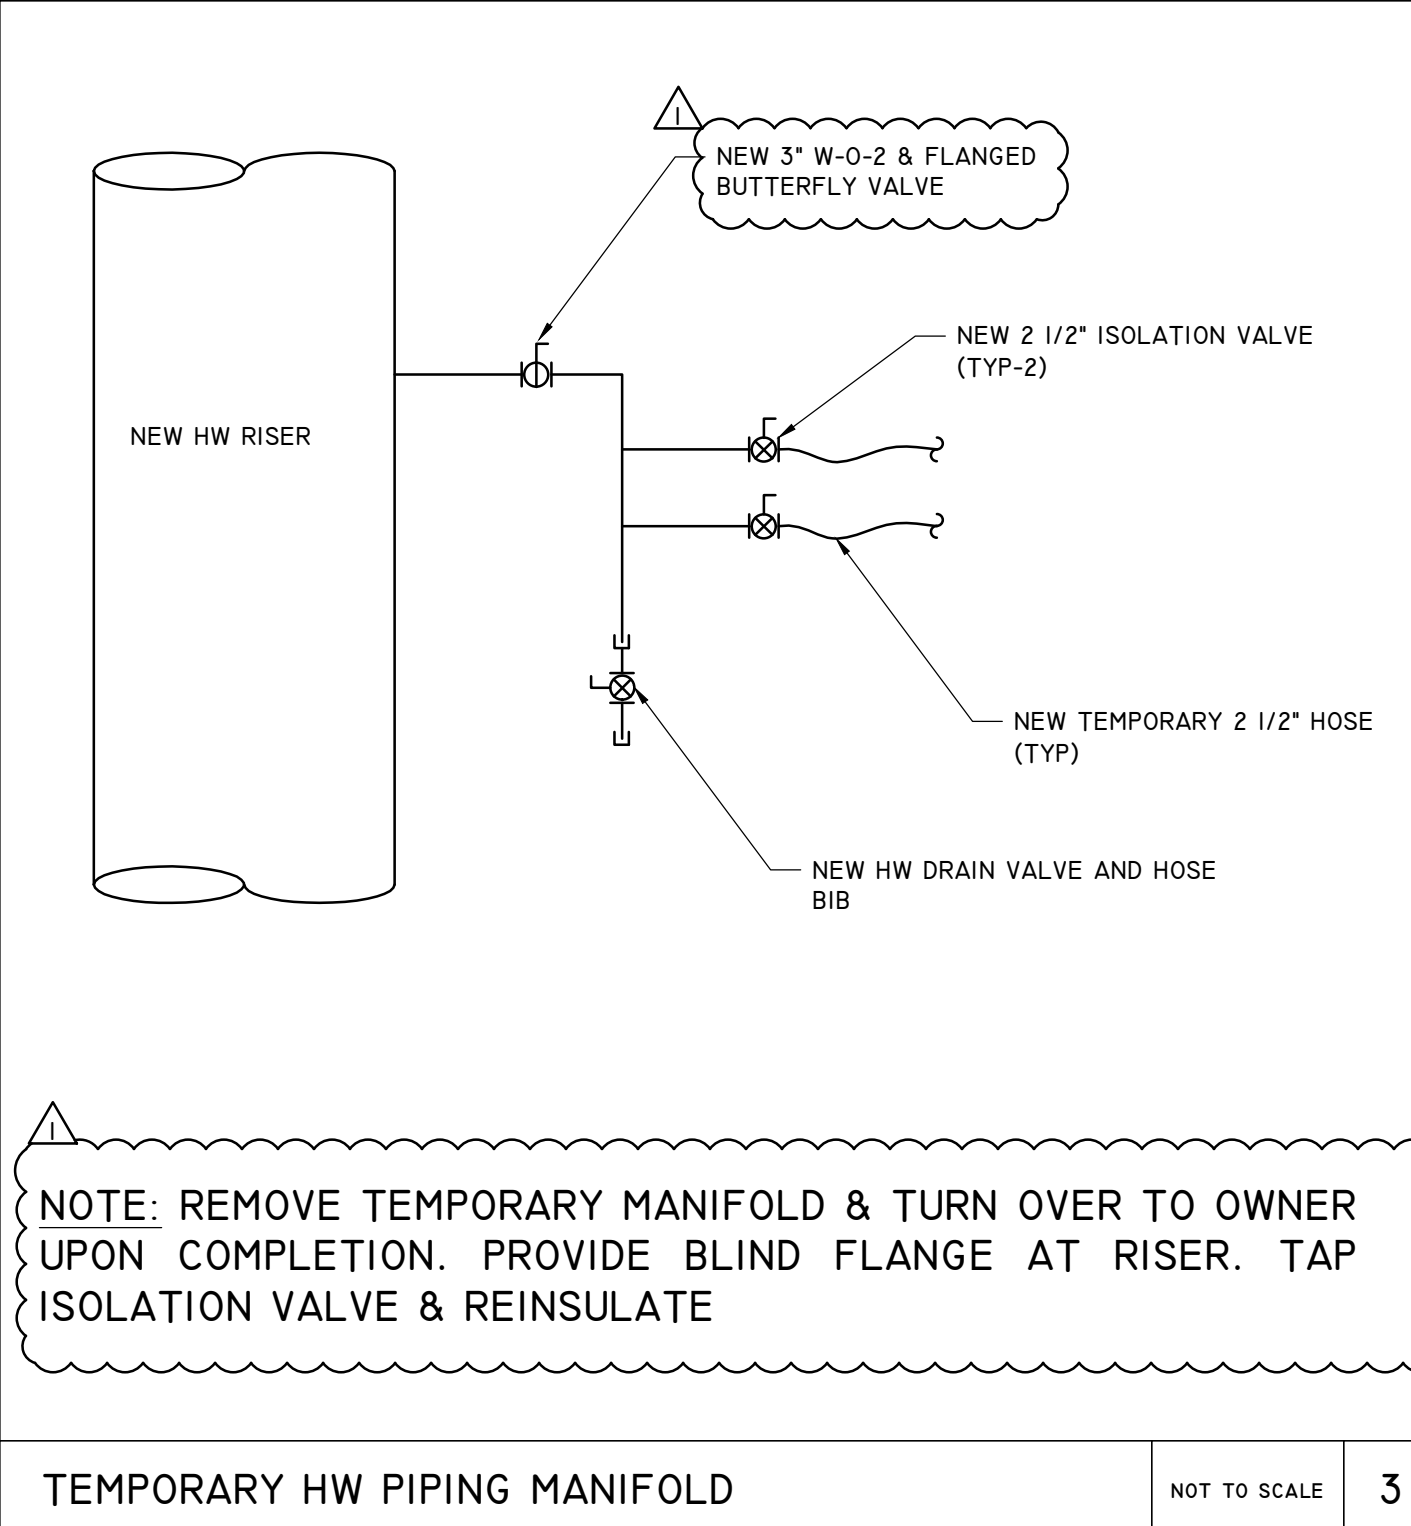 1
NEW 3" W-O-2 & FLANGED
BUTTERFLY VALVE
NEW 2 1/2" ISOLATION VALVE
(TYP-2)
NEW HW RISER
NEW TEMPORARY 2 1/2" HOSE
(TYP)
NEW HW DRAIN VALVE AND HOSE
BIB
1
NOTE: REMOVE TEMPORARY MANIFOLD & TURN OVER TO OWNER
UPON COMPLETION. PROVIDE BLIND FLANGE AT RISER. TAP
ISOLATION VALVE & REINSULATE
TEMPORARY HW PIPING MANIFOLD
NOT TO SCALE
3